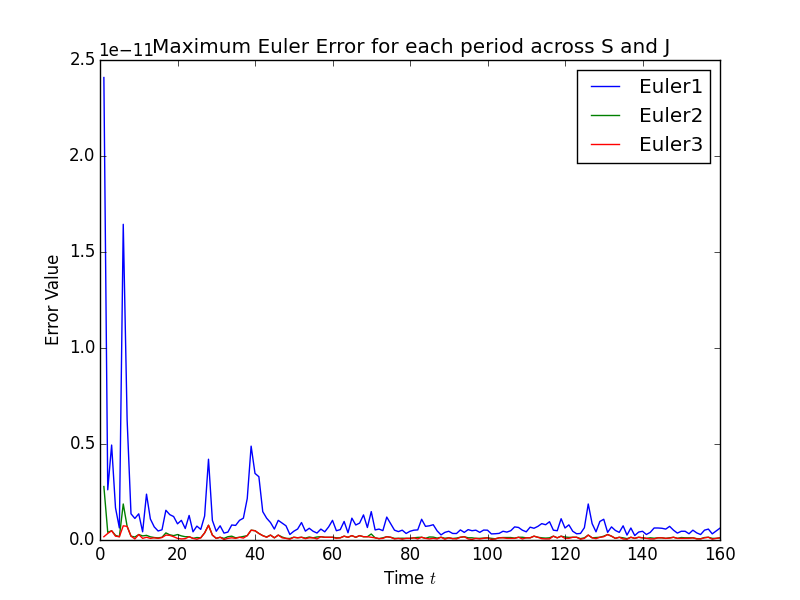 1e−11
Maximum Euler Error for each period across S and J
2.5
2.0
1.5
1.0
0.5
0.0
Error Value
Euler1
Euler2
Euler3
0 20 40 60 80 100 120 140 160
Time t